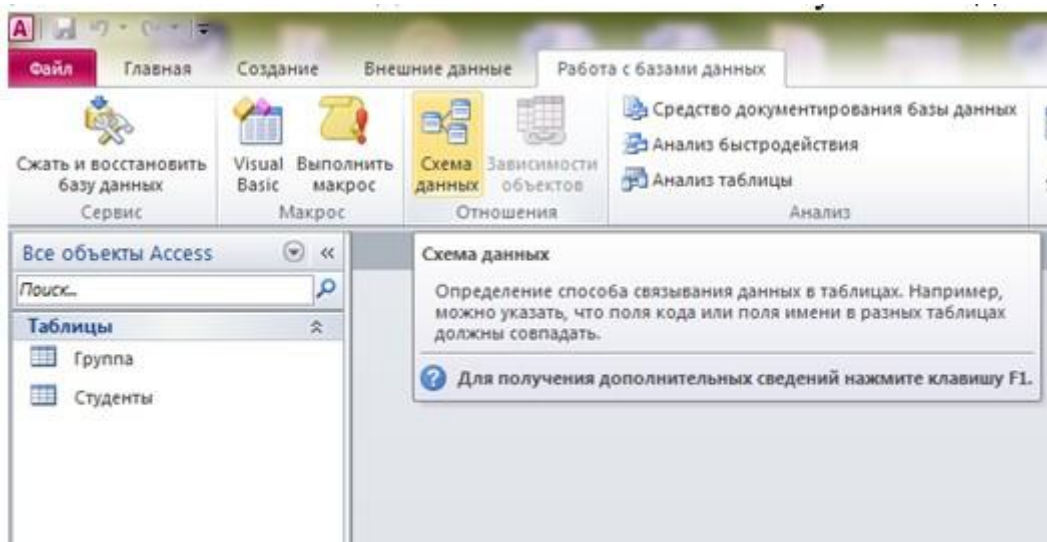 A
Файл Главная Создание Внешние данные Работа с базами данных
Сжать и восстановить
базу данных
Visual
Basic
Выполнить
макрос
Схема
данных
Зависимости
объектов
Средство документирования базы данных
Анализ быстродействия
Анализ таблицы
Сервис Макрос Отношения Анализ
Все объекты Access
Поиск...
Таблицы
Группа
Студенты
Схема данных
Определение способа связывания данных в таблицах. Например,
можно указать, что поля кода или поля имени в разных таблицах
должны совпадать.
Для получения дополнительных сведений нажмите клавишу F1.